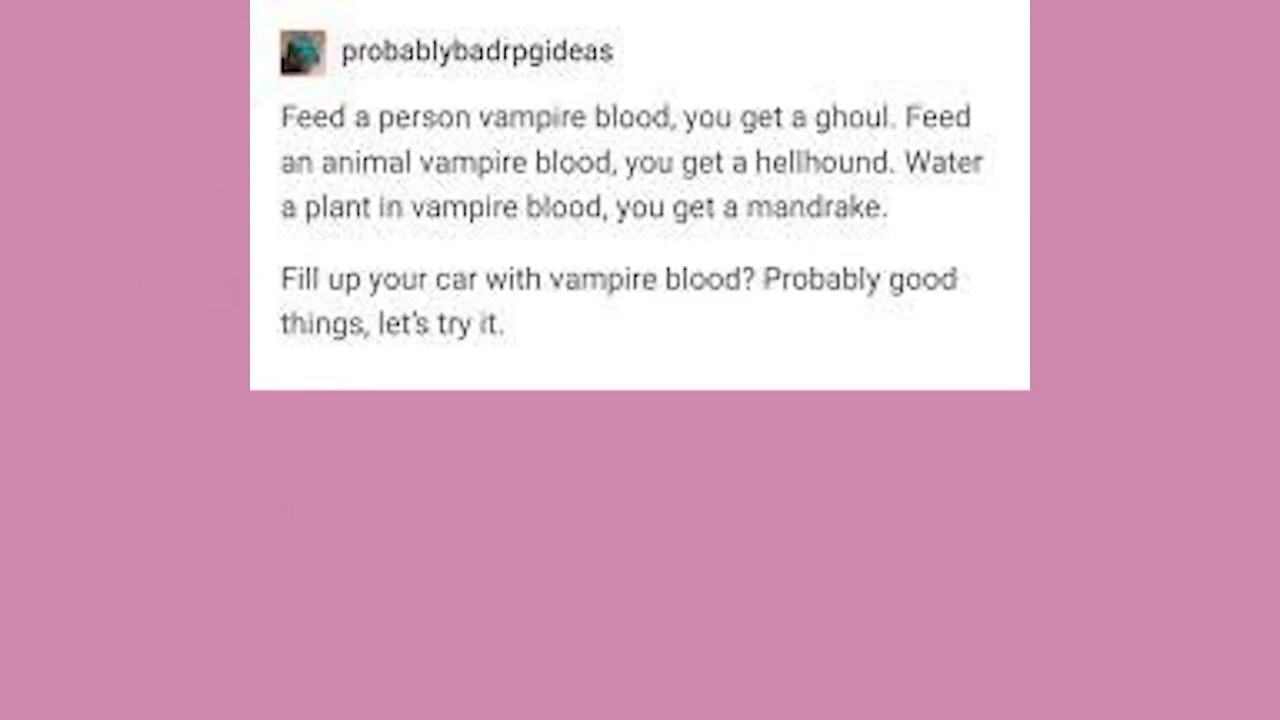 probablybadrpgideas
Feed a person vampire blood, you get a ghoul. Feed
an animal vampire blood, you get a hellhound. Water
a plant in vampire blood, you get a mandrake.
Fill up your car with vampire blood? Probably good
things, let's try it.